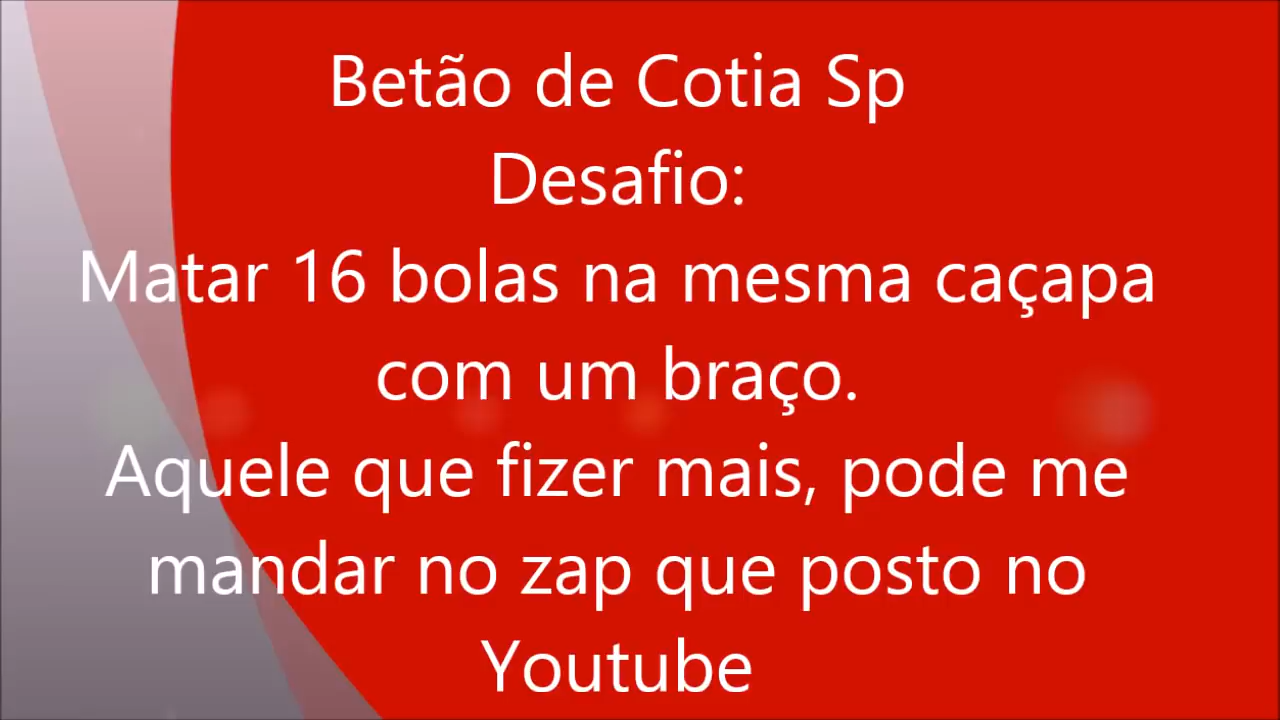 Betão de Cotia Sp
Desafio:
Matar 16 bolas na mesma caçapa
com um braço.
Aquele que fizer mais, pode me
mandar no zap que posto no
Youtube